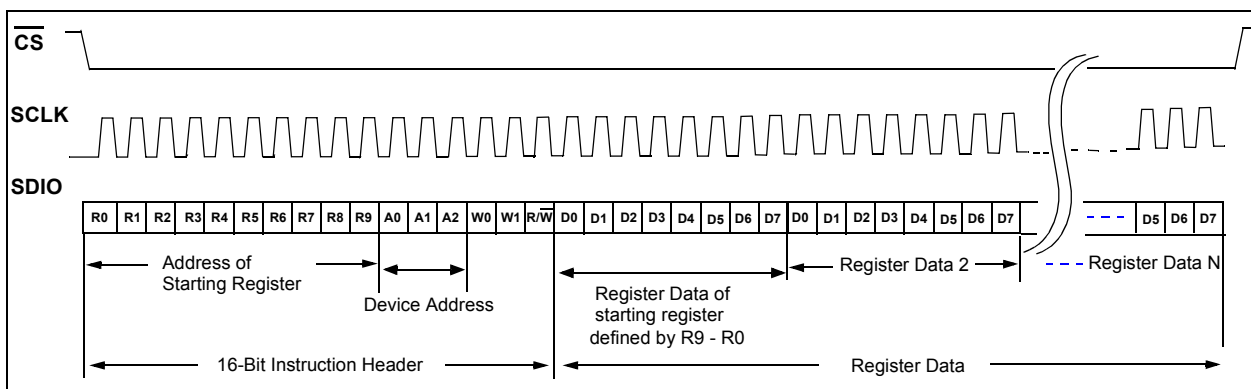 CS
SCLK
SDIO
R0 R1 R2 R3 R4 R5 R6 R7 R8 R9 A0 A1 A2 W0 W1 R/W D0 D1 D2 D3 D4 D5 D6 D7 D0 D1 D2 D3 D4 D5 D6 D7 D5 D6 D7
Address of
Starting Register
Device Address
Register Data of
starting register
defined by R9 - R0
Register Data 2
Register Data N
16-Bit Instruction Header
Register Data